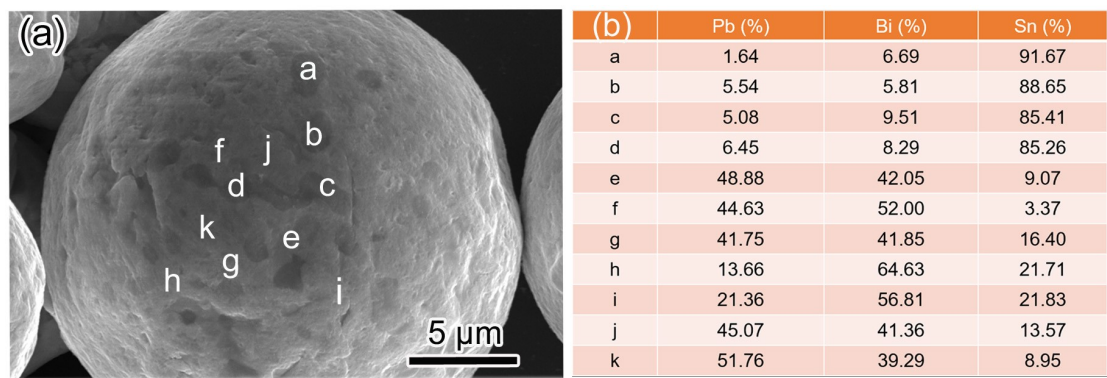 (a)
a
b
f j
d c
k
e
g
h
i
5 μm
(b) Pb (%) Bi (%) Sn (%)
a 1.64 6.69 91.67
b 5.54 5.81 88.65
c 5.08 9.51 85.41
d 6.45 8.29 85.26
e 48.88 42.05 9.07
f 44.63 52.00 3.37
g 41.75 41.85 16.40
h 13.66 64.63 21.71
i 21.36 56.81 21.83
j 45.07 41.36 13.57
k 51.76 39.29 8.95